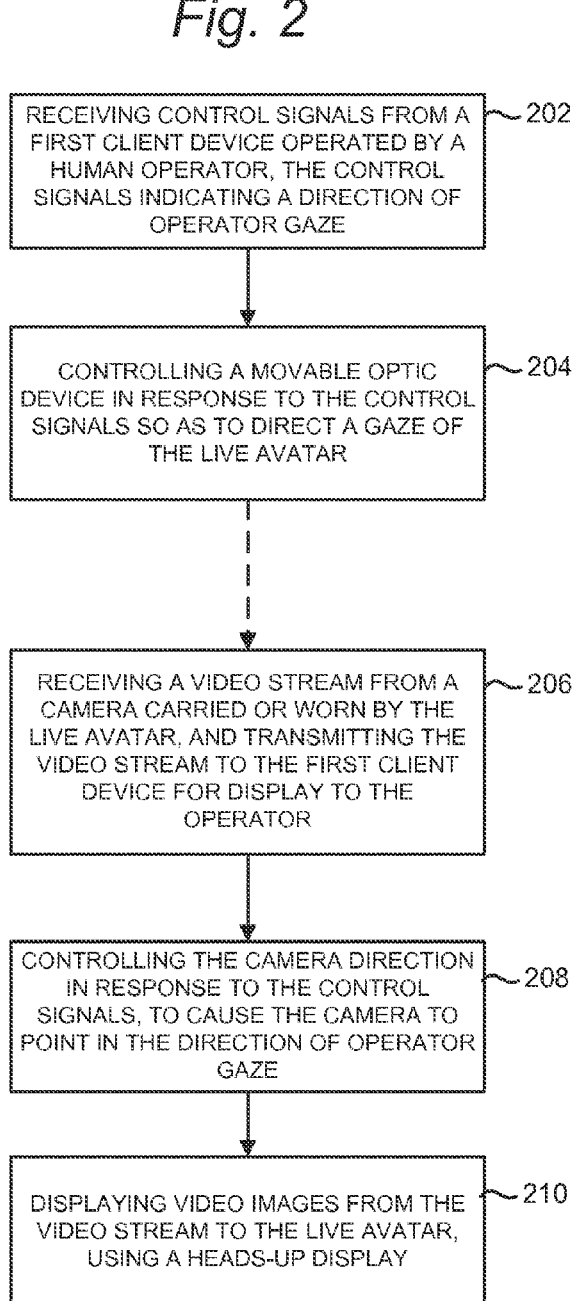 Fig. 2
RECEIVING CONTROL SIGNALS FROM A
FIRST CLIENT DEVICE OPERATED BY A
HUMAN OPERATOR, THE CONTROL
SIGNALS INDICATING A DIRECTION OF
OPERATOR GAZE
202
CONTROLLING A MOVABLE OPTIC
DEVICE IN RESPONSE TO THE CONTROL
SIGNALS SO AS TO DIRECT A GAZE OF
THE LIVE AVATAR
204
RECEIVING A VIDEO STREAM FROM A
CAMERA CARRIED OR WORN BY THE
LIVE AVATAR, AND TRANSMITTING THE
VIDEO STREAM TO THE FIRST CLIENT
DEVICE FOR DISPLAY TO THE
OPERATOR
206
CONTROLLING THE CAMERA DIRECTION
IN RESPONSE TO THE CONTROL
SIGNALS, TO CAUSE THE CAMERA TO
POINT IN THE DIRECTION OF OPERATOR
GAZE
208
DISPLAYING VIDEO IMAGES FROM THE
VIDEO STREAM TO THE LIVE AVATAR,
USING A HEADS-UP DISPLAY
210